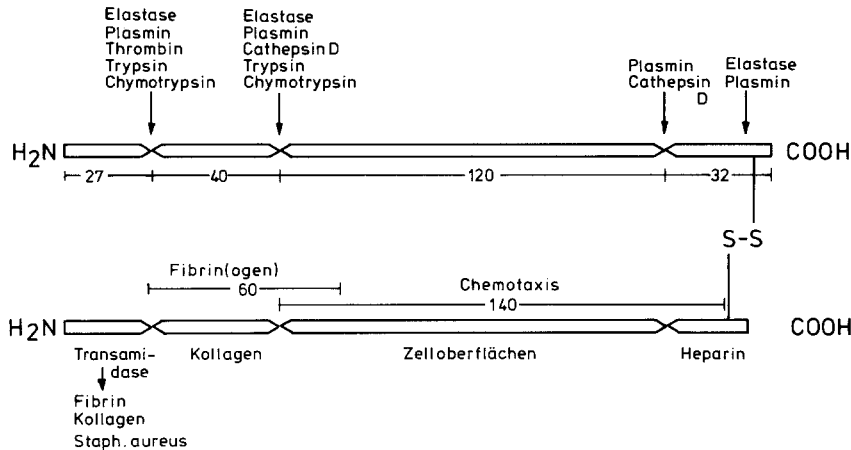 Elastase
Plasmin
Thrombin
Trypsin
Chymotrypsin
Elastase
Plasmin
Cathepsin D
Trypsin
Chymotrypsin
Plasmin
Cathepsin
D
Elastase
Plasmin
H2N
COOH
27
40
120
32
S-S
Fibrin(ogen)
60
Chemotaxis
140
H2N
COOH
Transami-
dase
Kollagen
Zelloberflächen
Heparin
Fibrin
Kollagen
Staph. aureus